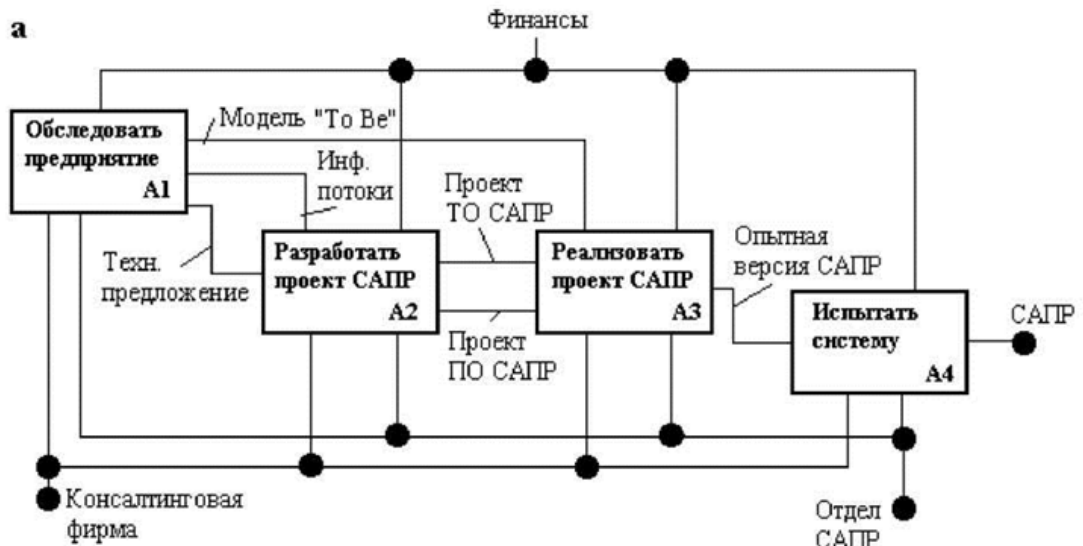 а
Финансы
Обследовать
предприятие
А1
Модель "To Be"
Инф.
потоки
Техн.
предложение
Разработать
проект САПР
А2
Проект
ТО САПР
Проект
ПО САПР
Реализовать
проект САПР
А3
Опытная
версия САПР
Испытать
систему
А4
САПР
Консалтинговая
фирма
Отдел
САПР